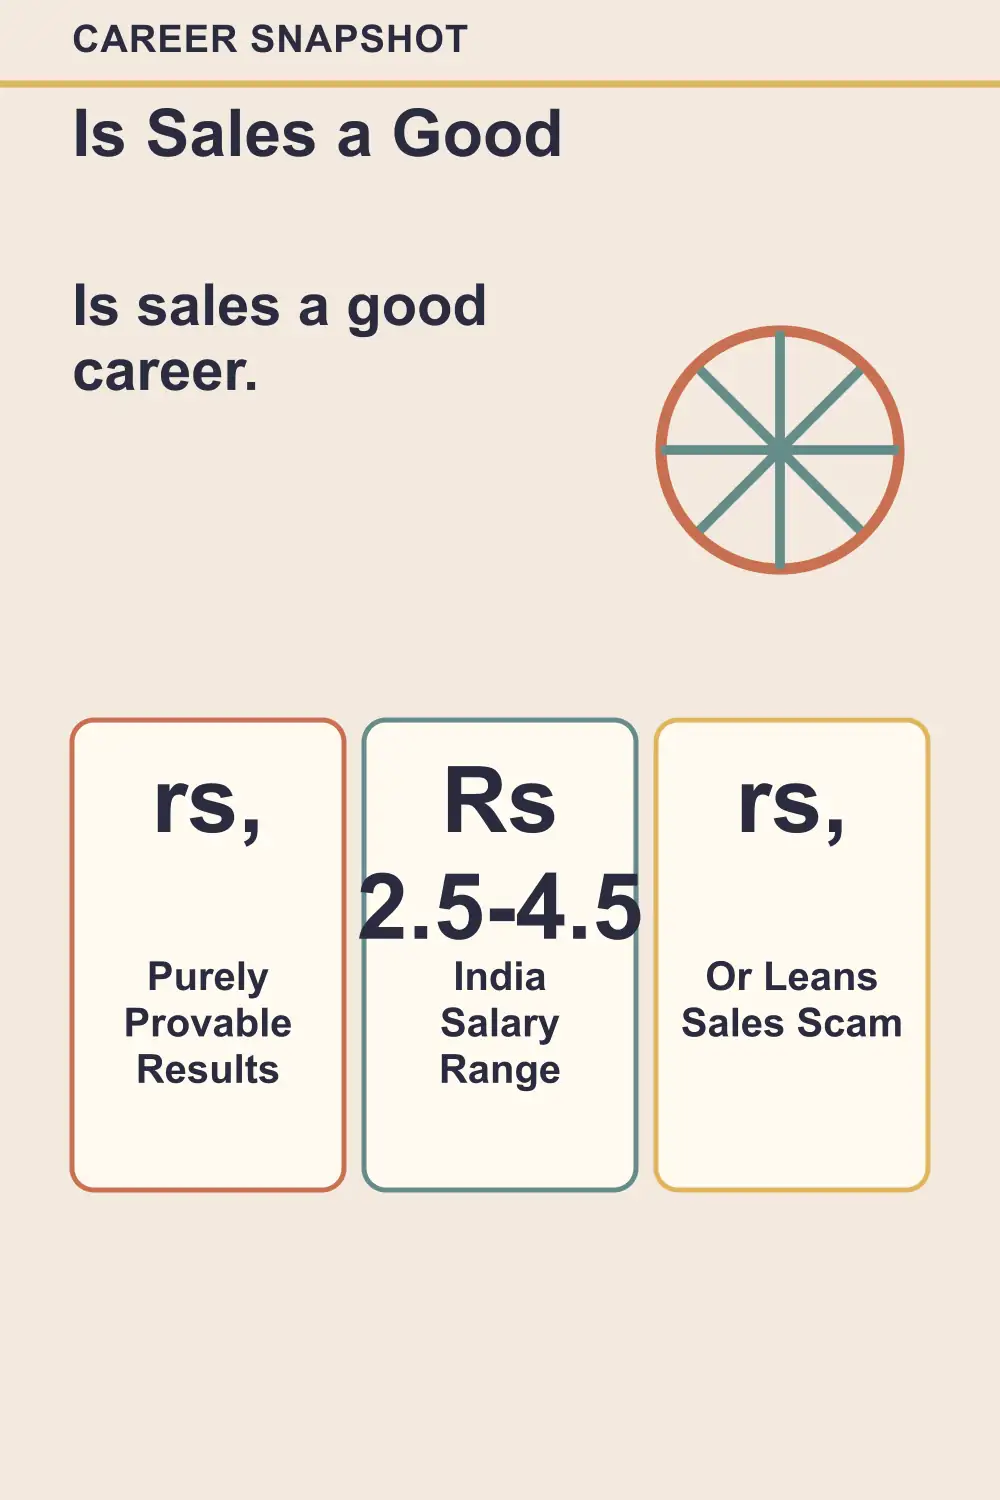 CAREER SNAPSHOT
Is Sales a Good
Is sales a good
career.
rs,
Purely
Provable
Results
Rs
2.5-4.5
India
Salary
Range
rs,
Or Leans
Sales Scam